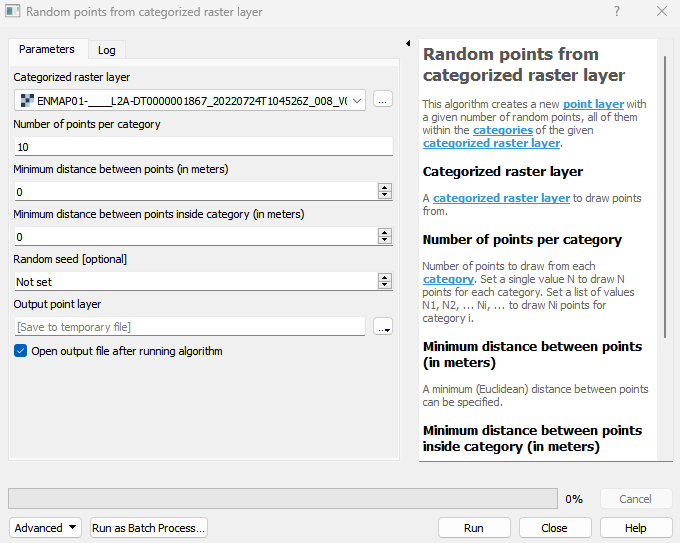 Random points from categorized raster layer
?
Parameters
Log
Categorized raster layer
ENMAP01-____L2A-DT0000001867_20220724T104526Z_008_V0
...
Number of points per category
10
Minimum distance between points (in meters)
0
Minimum distance between points inside category (in meters)
0
Random seed [optional]
Not set
Output point layer
[Save to temporary file]
...
Open output file after running algorithm
Random points from
categorized raster layer
This algorithm creates a new point layer with
a given number of random points, all of them
within the categories of the given
categorized raster layer.
Categorized raster layer
A categorized raster layer to draw points
from.
Number of points per category
Number of points to draw from each
category. Set a single value N to draw N
points for each category. Set a list of values
N1, N2, ... Ni, ... to draw Ni points for
category i.
Minimum distance between points
(in meters)
A minimum (Euclidean) distance between points
can be specified.
Minimum distance between points
inside category (in meters)
0%
Cancel
Advanced
Run as Batch Process...
Run
Close
Help